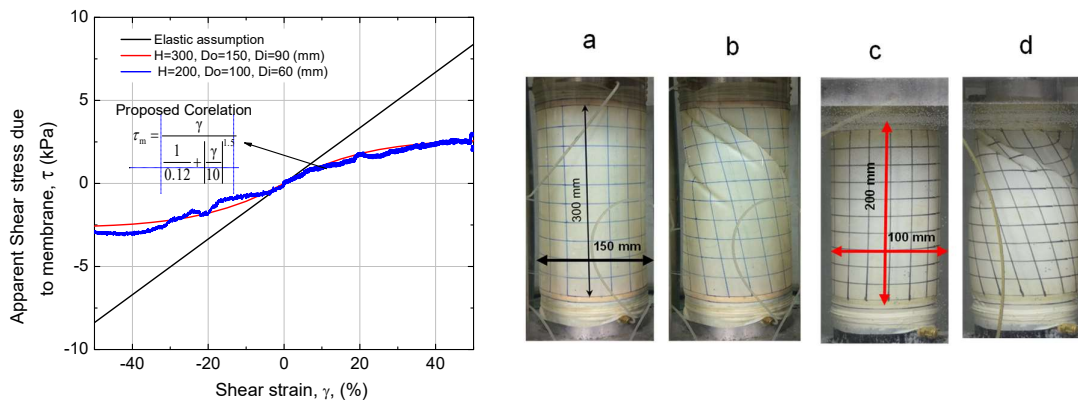 10
5
0
-5
-10
Apparent Shear stress due
to membrane, τ (kPa)
Elastic assumption
H=300, Do=150, Di=90 (mm)
H=200, Do=100, Di=60 (mm)
Proposed Corelation
τm = γ / (1/0.12 + |γ/10|^1.5)
-40 -20 0 20 40
Shear strain, γ, (%)
a b c d
300 mm
150 mm
200 mm
100 mm